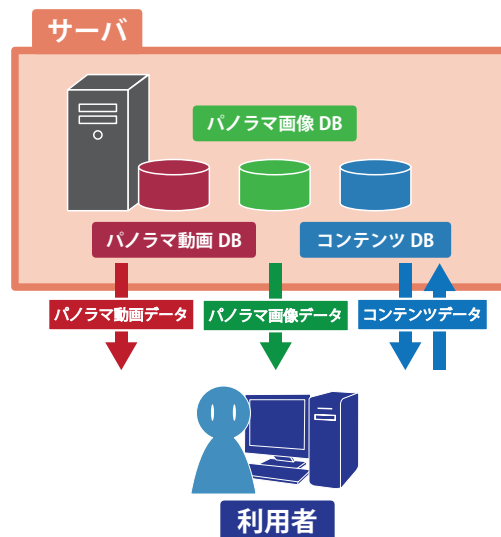 サーバ
パノラマ画像 DB
パノラマ動画 DB
コンテンツ DB
パノラマ動画データ
パノラマ画像データ
コンテンツデータ
利用者